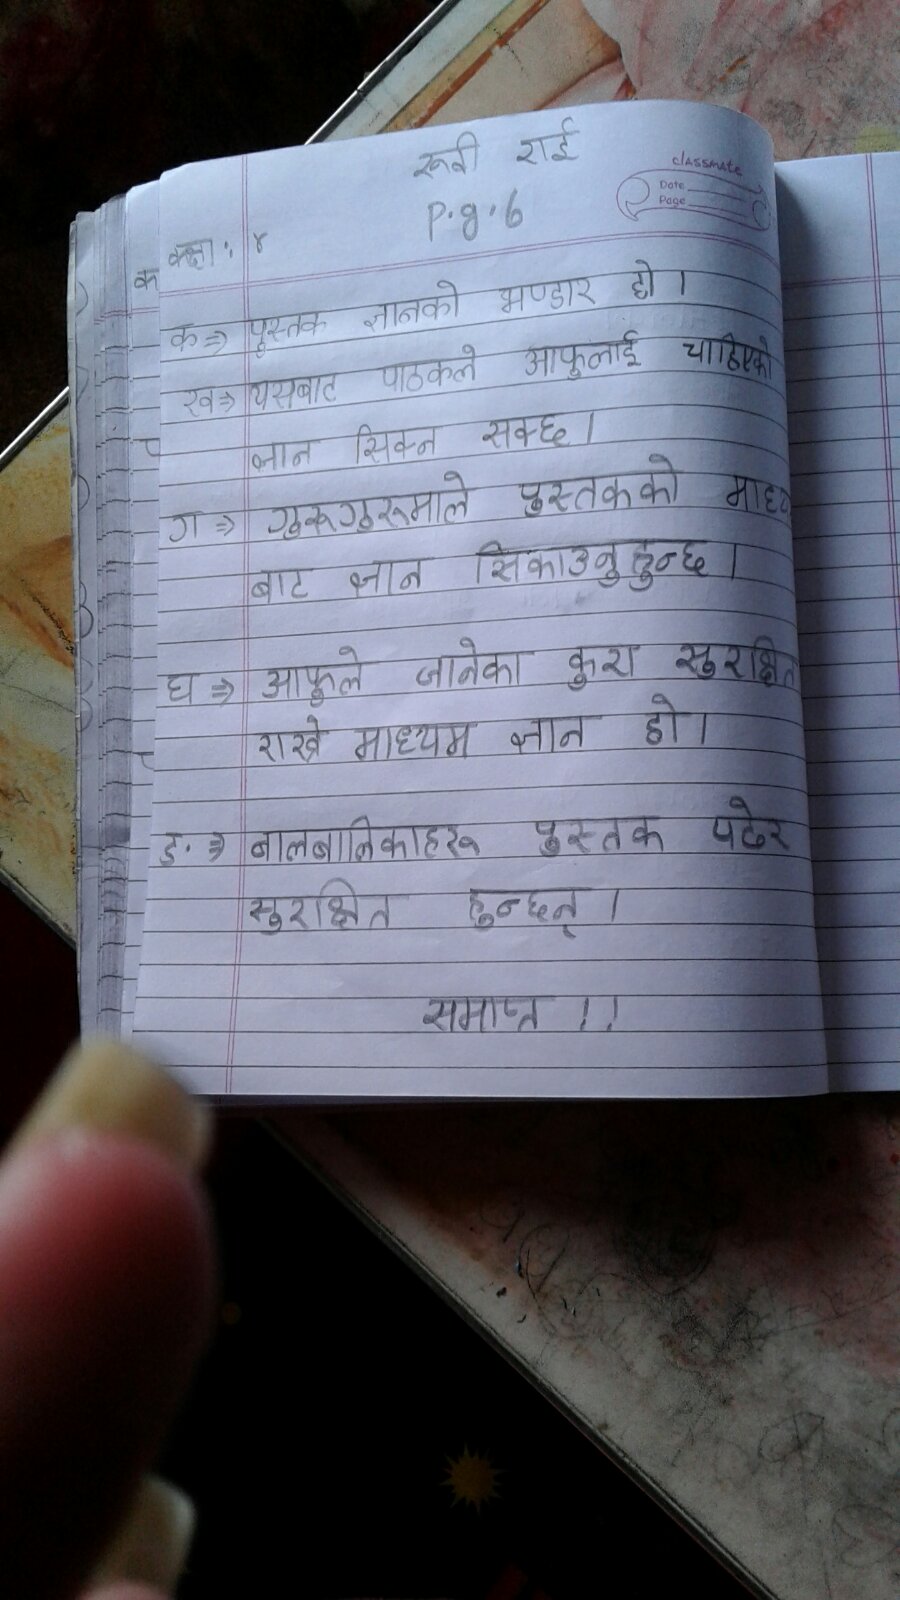 रूवी राई
classmate
Date
Page
P.g.6
कक्षा: ४
क
क ⇒ पुस्तक ज्ञानको भण्डार हो ।
ख ⇒ यसबाट पाठकले आफुलाई चाहिएको
ज्ञान सिक्न सक्छ ।
ग ⇒ गुरूगुरूमाले पुस्तकको माध्य
बाट ज्ञान सिकाउनुहुन्छ ।
घ ⇒ आफुले जानेका कुरा सुरक्षित
राख्ने माध्यम ज्ञान हो ।
ङ. ⇒ बालबालिकाहरू पुस्तक पढेर
सुरक्षित हुन्छन् ।
समाप्त ।।